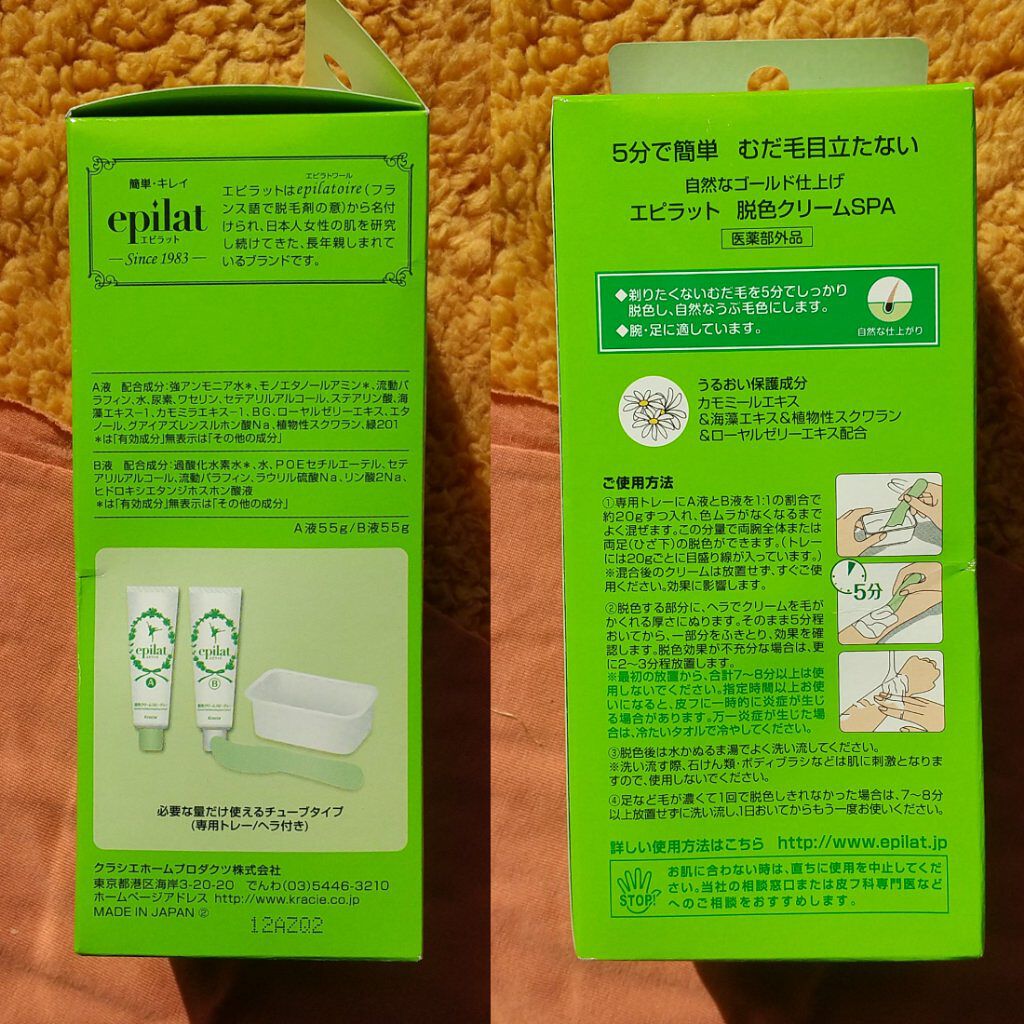 簡単・キレイ
epilat
エピラット
Since 1983
エピラトワール
エピラットはepilatoire(フラ
ンス語で脱毛剤の意)から名付
けられ、日本人女性の肌を研究
し続けてきた、長年親しまれて
いるブランドです。
A液 配合成分:強アンモニア水*、モノエタノールアミン*、流動パ
ラフィン、水、尿素、ワセリン、セテアリルアルコール、ステアリン酸、海
藻エキス-1、カモミラエキス-1、BG、ローヤルゼリーエキス、エタ
ノール、グアイアズレンスルホン酸Na、植物性スクワラン、緑201
*は「有効成分」無表示は「その他の成分」
B液 配合成分:過酸化水素水*、水、POEセチルエーテル、セテ
アリルアルコール、流動パラフィン、ラウリル硫酸Na、リン酸2Na、
ヒドロキシエタンジホスホン酸液
*は「有効成分」無表示は「その他の成分」
A液55g/B液55g
epilat
エピラット
A
Kracie
epilat
エピラット
B
Kracie
必要な量だけ使えるチューブタイプ
(専用トレー/ヘラ付き)
クラシエホームプロダクツ株式会社
東京都港区海岸3-20-20 でんわ(03)5446-3210
ホームページアドレス http://www.kracie.co.jp
MADE IN JAPAN ②
12AZQ2
5分で簡単 むだ毛目立たない
自然なゴールド仕上げ
エピラット 脱色クリームSPA
医薬部外品
◆剃りたくないむだ毛を5分でしっかり
脱色し、自然なうぶ毛色にします。
◆腕・足に適しています。
自然な仕上がり
うるおい保護成分
カモミールエキス
&海藻エキス&植物性スクワラン
&ローヤルゼリーエキス配合
ご使用方法
①専用トレーにA液とB液を1:1の割合で
約20gずつ入れ、色ムラがなくなるまで
よく混ぜます。この分量で両腕全体または
両足(ひざ下)の脱色ができます。(トレー
には20gごとに目盛り線が入っています。)
※混合後のクリームは放置せず、すぐご使
用ください。効果に影響します。
5分
②脱色する部分に、ヘラでクリームを毛が
かくれる厚さにぬります。そのまま5分程
おいてから、一部分をふきとり、効果を確
認します。脱色効果が不充分な場合は、更
に2〜3分程放置します。
※最初の放置から、合計7〜8分以上は使
用しないでください。指定時間以上お使
いになると、皮フに一時的に炎症が生じ
る場合があります。万一炎症が生じた場
合は、冷たいタオルで冷やしてください。
③脱色後は水かぬるま湯でよく洗い流してください。
※洗い流す際、石けん類・ボディブラシなどは肌に刺激となりま
すので、使用しないでください。
④足など毛が濃くて1回で脱色しきれなかった場合は、7〜8分
以上放置せずに洗い流し、1日おいてからもう一度お使いください。
詳しい使用方法はこちら http://www.epilat.jp
STOP!
お肌に合わない時は、直ちに使用を中止してくだ
さい。当社の相談窓口または皮フ科専門医など
へのご相談をおすすめします。